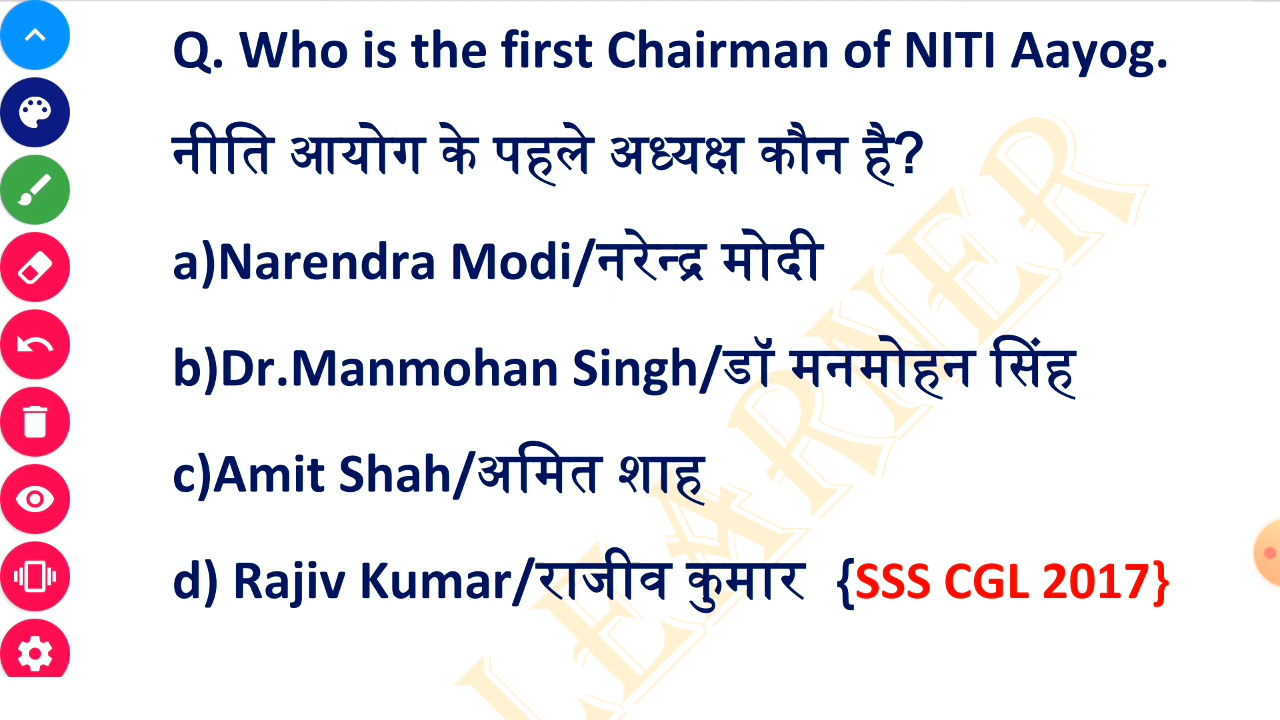 Q. Who is the first Chairman of NITI Aayog.
नीति आयोग के पहले अध्यक्ष कौन है?
a)Narendra Modi/नरेन्द्र मोदी
b)Dr.Manmohan Singh/डॉ मनमोहन सिंह
c)Amit Shah/अमित शाह
d) Rajiv Kumar/राजीव कुमार {SSS CGL 2017}
LEARNER